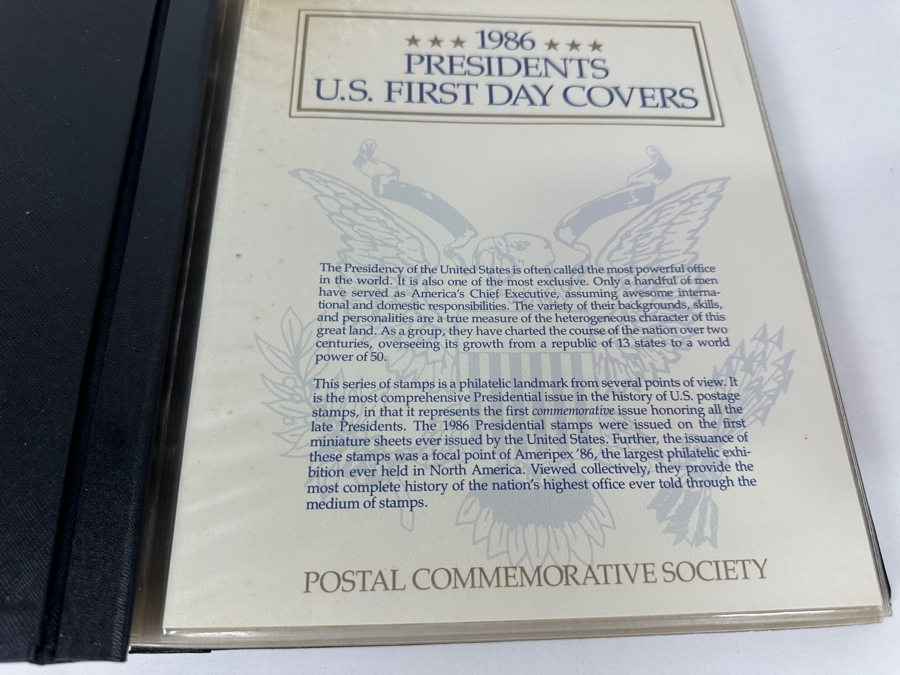 ★★★ 1986 ★★★
PRESIDENTS
U.S. FIRST DAY COVERS
The Presidency of the United States is often called the most powerful office
in the world. It is also one of the most exclusive. Only a handful of men
have served as America's Chief Executive, assuming awesome interna-
tional and domestic responsibilities. The variety of their backgrounds, skills,
and personalities are a true measure of the heterogeneous character of this
great land. As a group, they have charted the course of the nation over two
centuries, overseeing its growth from a republic of 13 states to a world
power of 50.
This series of stamps is a philatelic landmark from several points of view. It
is the most comprehensive Presidential issue in the history of U.S. postage
stamps, in that it represents the first commemorative issue honoring all the
late Presidents. The 1986 Presidential stamps were issued on the first
miniature sheets ever issued by the United States. Further, the issuance of
these stamps was a focal point of Ameripex '86, the largest philatelic exhi-
bition ever held in North America. Viewed collectively, they provide the
most complete history of the nation's highest office ever told through the
medium of stamps.
POSTAL COMMEMORATIVE SOCIETY